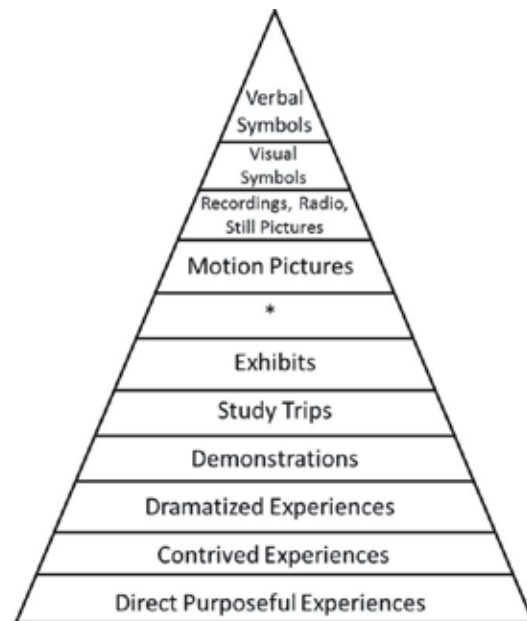 Verbal
Symbols
Visual
Symbols
Recordings, Radio,
Still Pictures
Motion Pictures
*
Exhibits
Study Trips
Demonstrations
Dramatized Experiences
Contrived Experiences
Direct Purposeful Experiences